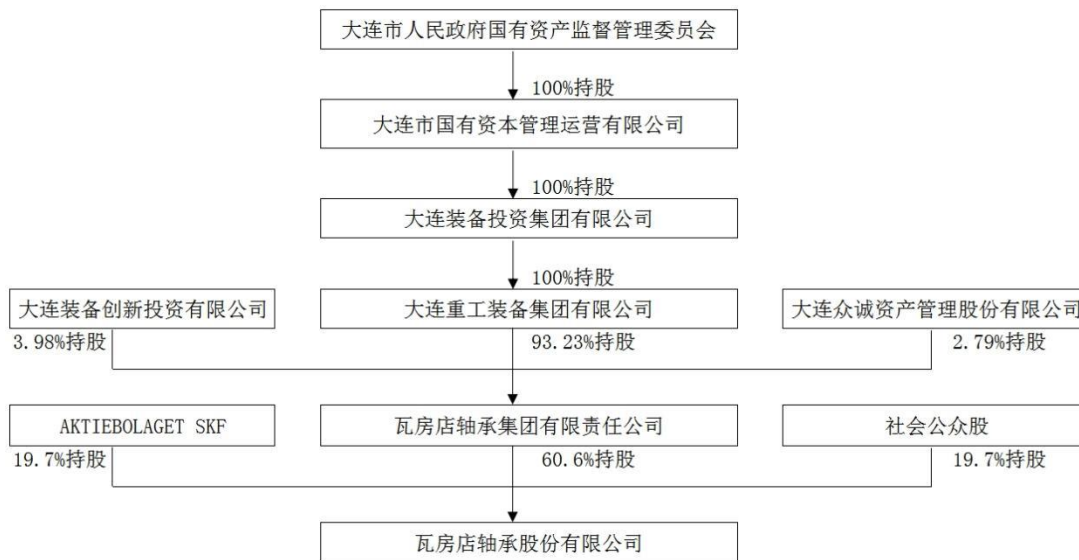 大连市人民政府国有资产监督管理委员会
100%持股
大连市国有资本管理运营有限公司
100%持股
大连装备投资集团有限公司
100%持股
大连装备创新投资有限公司
大连重工装备集团有限公司
大连众诚资产管理股份有限公司
3.98%持股
93.23%持股
2.79%持股
AKTIEBOLAGET SKF
瓦房店轴承集团有限责任公司
社会公众股
19.7%持股
60.6%持股
19.7%持股
瓦房店轴承股份有限公司